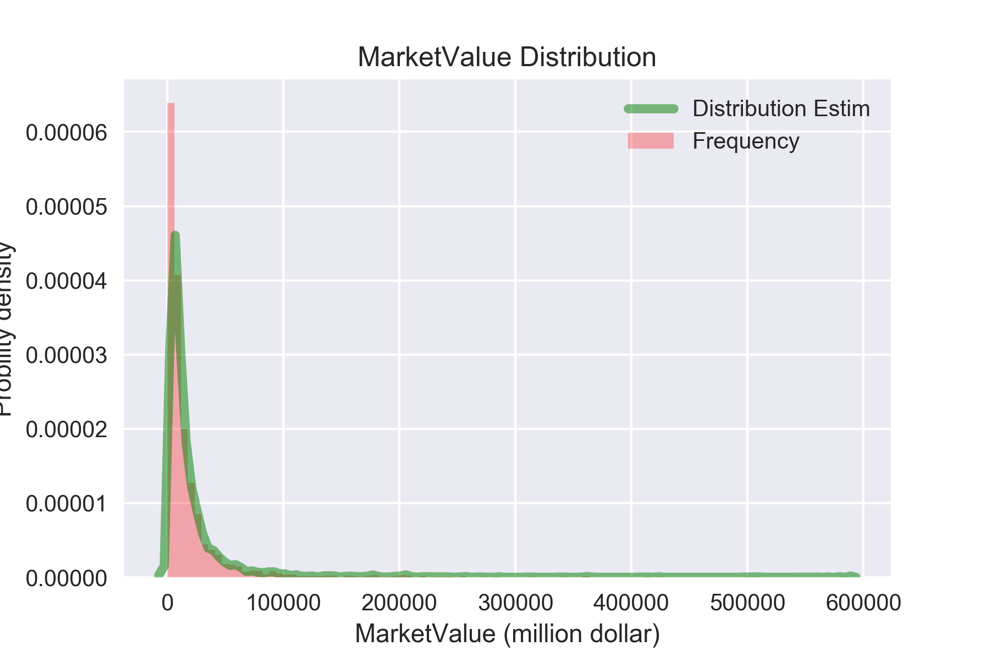 MarketValue Distribution
Distribution Estim
Frequency
0.00006
0.00005
0.00004
0.00003
0.00002
0.00001
0.00000
Probility density
0
100000
200000
300000
400000
500000
600000
MarketValue (million dollar)